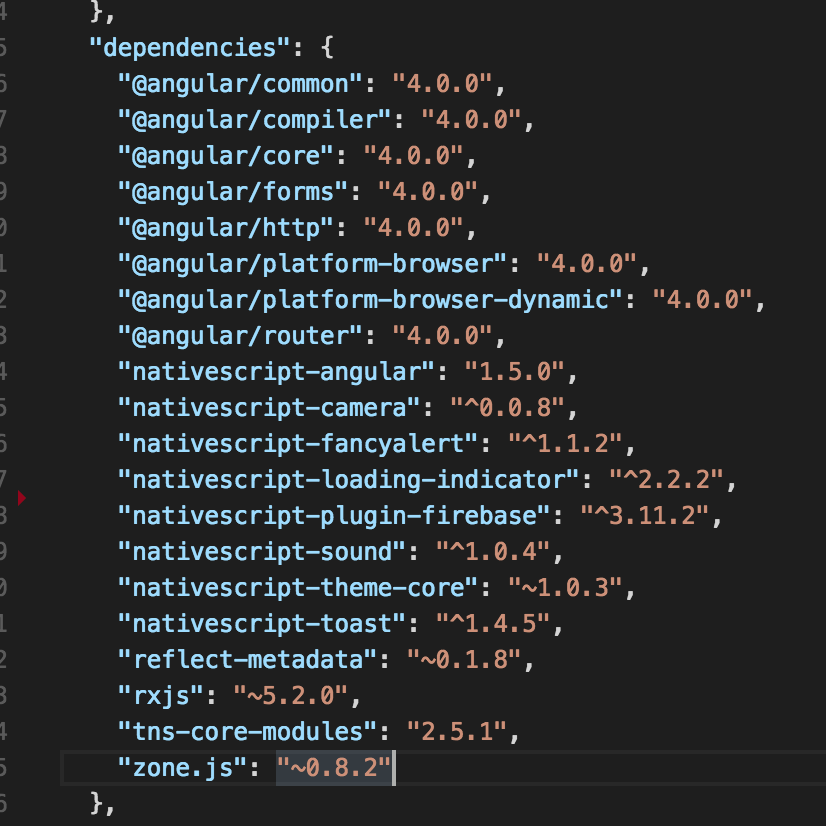 4 },
5 "dependencies": {
6 "@angular/common": "4.0.0",
7 "@angular/compiler": "4.0.0",
8 "@angular/core": "4.0.0",
9 "@angular/forms": "4.0.0",
0 "@angular/http": "4.0.0",
1 "@angular/platform-browser": "4.0.0",
2 "@angular/platform-browser-dynamic": "4.0.0",
3 "@angular/router": "4.0.0",
4 "nativescript-angular": "1.5.0",
5 "nativescript-camera": "^0.0.8",
6 "nativescript-fancyalert": "^1.1.2",
7 "nativescript-loading-indicator": "^2.2.2",
8 "nativescript-plugin-firebase": "^3.11.2",
9 "nativescript-sound": "^1.0.4",
0 "nativescript-theme-core": "~1.0.3",
1 "nativescript-toast": "^1.4.5",
2 "reflect-metadata": "~0.1.8",
3 "rxjs": "~5.2.0",
4 "tns-core-modules": "2.5.1",
5 "zone.js": "~0.8.2"
6 },